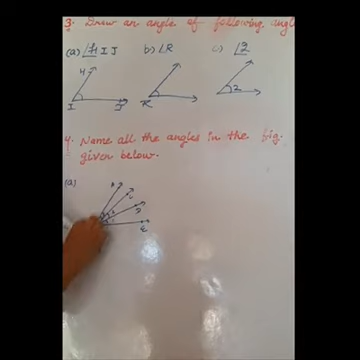 3. Draw an angle of following angl
(a) ∠HIJ b) ∠R c) ∠2
H
I J R 2
4. Name all the angles in the fig.
given below.
(a)